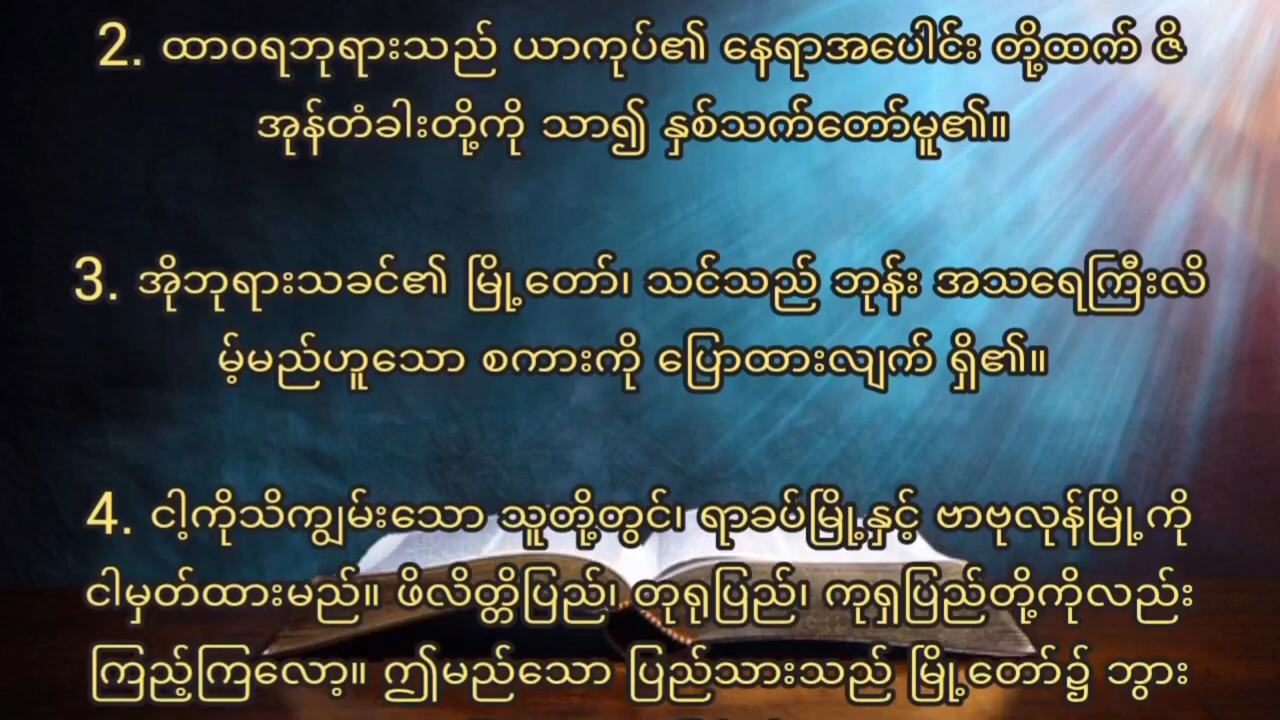 2. ထာဝရဘုရားသည် ယာကုပ်၏ နေရာအပေါင်း တို့ထက် ဇိ
အုန်တံခါးတို့ကို သာ၍ နှစ်သက်တော်မူ၏။
3. အိုဘုရားသခင်၏ မြို့တော်၊ သင်သည် ဘုန်း အသရေကြီးလိ
မ့်မည်ဟူသော စကားကို ပြောထားလျက် ရှိ၏။
4. ငါ့ကိုသိကျွမ်းသော သူတို့တွင်၊ ရာခပ်မြို့နှင့် ဗာဗုလုန်မြို့ကို
ငါမှတ်ထားမည်။ ဖိလိတ္တိပြည်၊ တုရုပြည်၊ ကုရှပြည်တို့ကိုလည်း
ကြည့်ကြလော့။ ဤမည်သော ပြည်သားသည် မြို့တော်၌ ဘွား